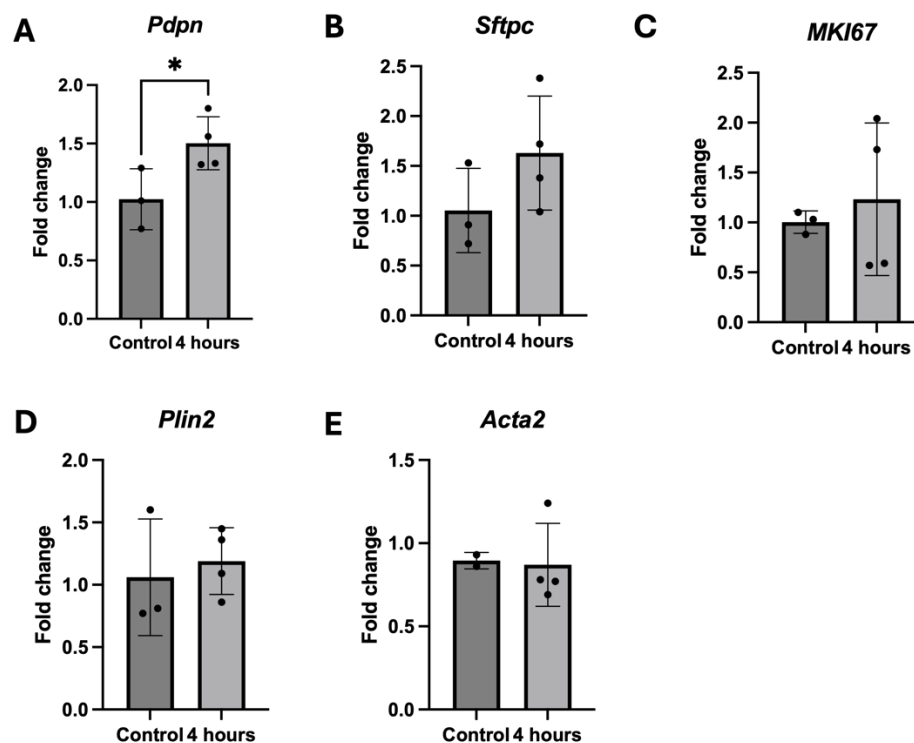 A
Pdpn
*
Fold change
2.0
1.5
1.0
0.5
0.0
Control 4 hours
B
Sftpc
Fold change
2.5
2.0
1.5
1.0
0.5
0.0
Control 4 hours
C
MKI67
Fold change
2.5
2.0
1.5
1.0
0.5
0.0
Control 4 hours
D
Plin2
Fold change
2.0
1.5
1.0
0.5
0.0
Control 4 hours
E
Acta2
Fold change
1.5
1.0
0.5
0.0
Control 4 hours